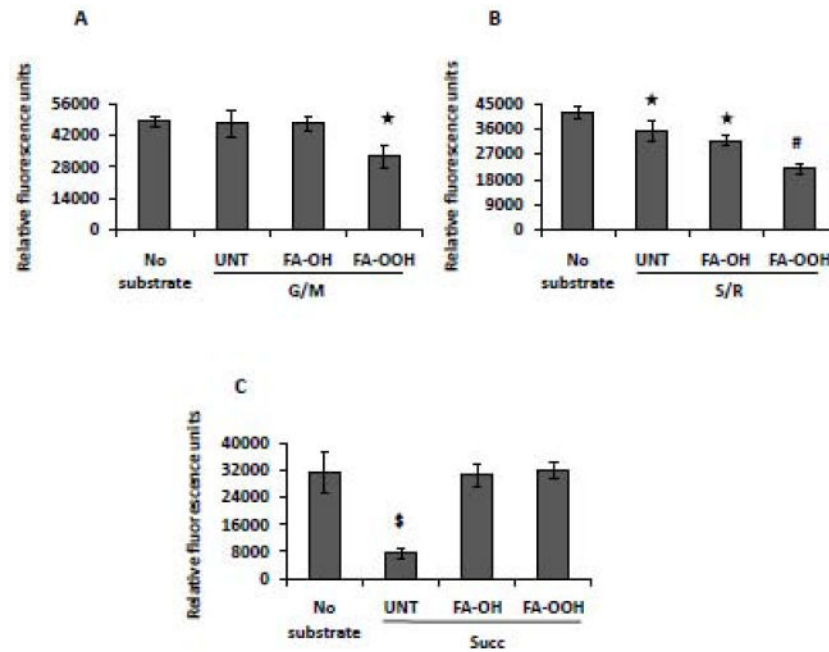 A
Relative fluorescence units
56000
42000
28000
14000
0
★
No substrate
UNT
FA-OH
FA-OOH
G/M
B
Relative fluorescence units
45000
36000
27000
18000
9000
0
★
★
#
No substrate
UNT
FA-OH
FA-OOH
S/R
C
Relative fluorescence units
40000
32000
24000
16000
8000
0
$
No substrate
UNT
FA-OH
FA-OOH
Succ